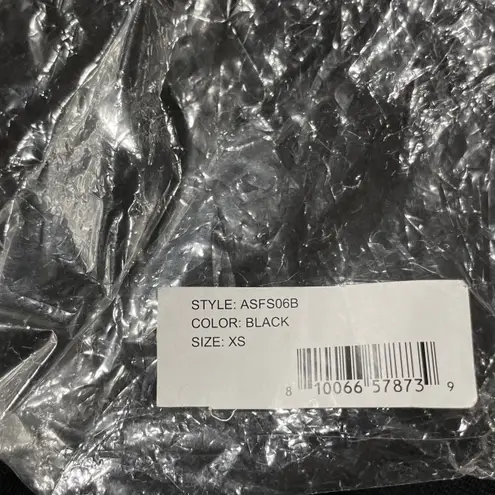 STYLE: ASFS06B
COLOR: BLACK
SIZE: XS
8 10066 57873 9